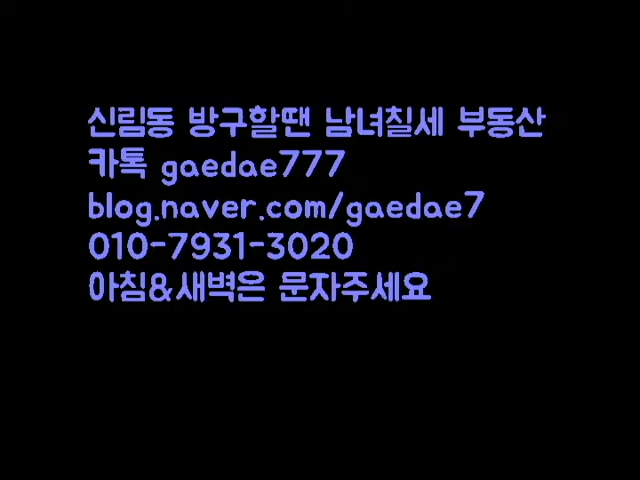 신림동 방구할땐 남녀칠세 부동산
카톡 gaedae777
blog.naver.com/gaedae7
010-7931-3020
아침&새벽은 문자주세요